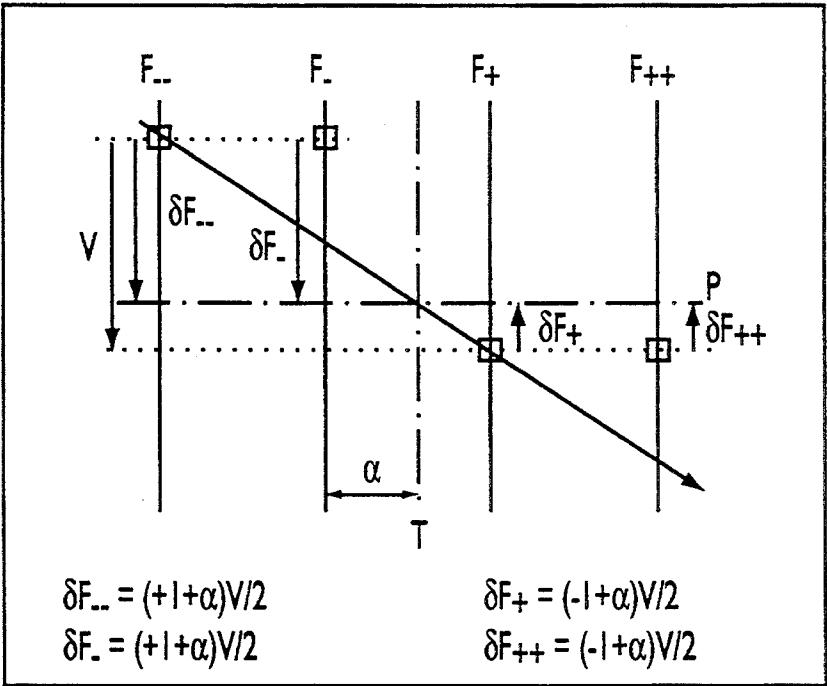 F-- F- F+ F++
δF--
V δF-
P
δF+ δF++
α
T
δF-- = (+1+α)V/2 δF+ = (-1+α)V/2
δF- = (+1+α)V/2 δF++ = (-1+α)V/2